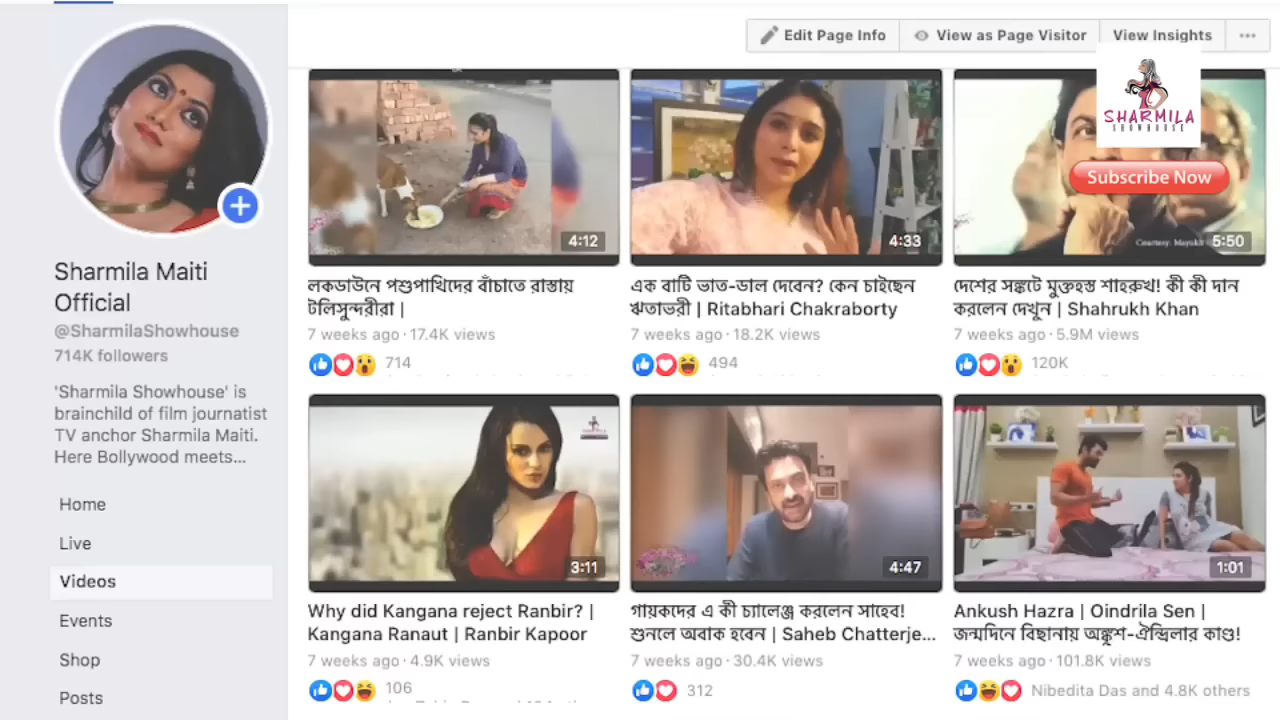 Edit Page Info
View as Page Visitor
View Insights
SHARMILA
SHOWHOUSE
Subscribe Now
4:12
4:33
Courtesy: Mayukh
5:50
Sharmila Maiti
Official
@SharmilaShowhouse
714K followers
'Sharmila Showhouse' is
brainchild of film journatist
TV anchor Sharmila Maiti.
Here Bollywood meets...
Home
Live
Videos
Events
Shop
Posts
লকডাউনে পশুপাখিদের বাঁচাতে রাস্তায়
টলিসুন্দরীরা |
7 weeks ago · 17.4K views
714
এক বাটি ভাত-ডাল দেবেন? কেন চাইছেন
ঋতাভরী | Ritabhari Chakraborty
7 weeks ago · 18.2K views
494
দেশের সঙ্কটে মুক্তহস্ত শাহরুখ! কী কী দান
করলেন দেখুন | Shahrukh Khan
7 weeks ago · 5.9M views
120K
3:11
4:47
1:01
Why did Kangana reject Ranbir? |
Kangana Ranaut | Ranbir Kapoor
7 weeks ago · 4.9K views
106
গায়কদের এ কী চ্যালেঞ্জ করলেন সাহেব!
শুনলে অবাক হবেন | Saheb Chatterje...
7 weeks ago · 30.4K views
312
Ankush Hazra | Oindrila Sen |
জন্মদিনে বিছানায় অঙ্কুশ-ঐন্দ্রিলার কাণ্ড!
7 weeks ago · 101.8K views
Nibedita Das and 4.8K others